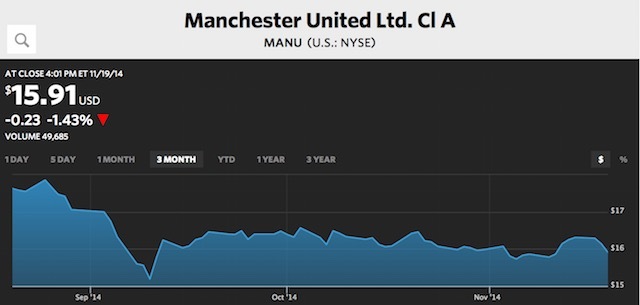 Manchester United Ltd. Cl A
MANU (U.S.: NYSE)
AT CLOSE 4:01 PM ET 11/19/14
$15.91 USD
-0.23 -1.43%
VOLUME 49,685
1 DAY 5 DAY 1 MONTH 3 MONTH YTD 1 YEAR 3 YEAR $ %
$17
$16
$15
Sep '14 Oct '14 Nov '14